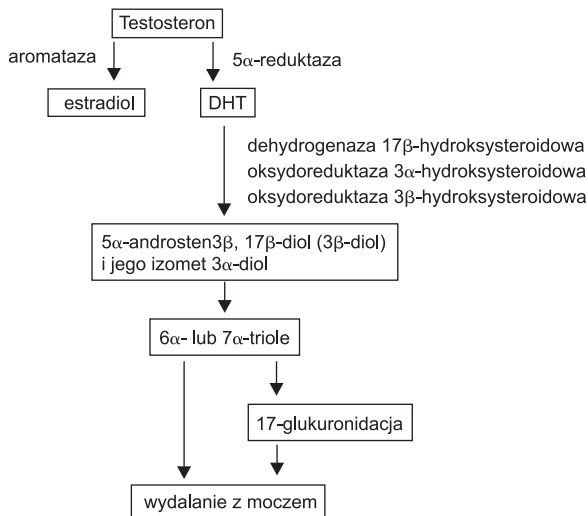 Testosteron
aromataza
5α-reduktaza
estradiol
DHT
dehydrogenaza 17β-hydroksysteroidowa
oksydoreduktaza 3α-hydroksysteroidowa
oksydoreduktaza 3β-hydroksysteroidowa
5α-androsten3β, 17β-diol (3β-diol)
i jego izomet 3α-diol
6α- lub 7α-triole
17-glukuronidacja
wydalanie z moczem